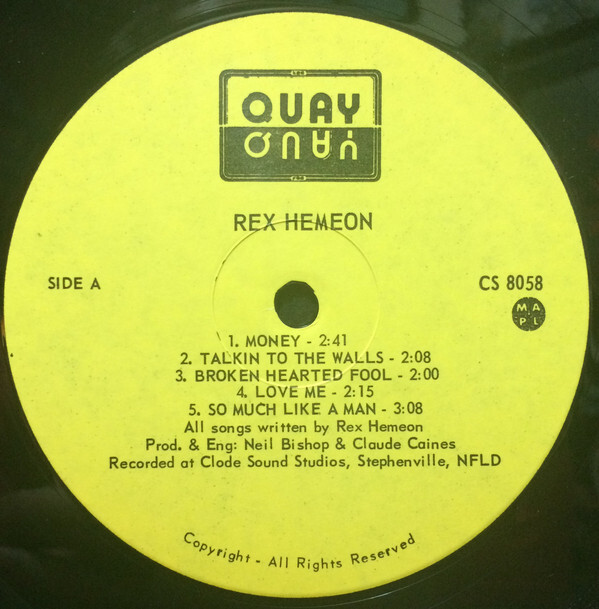 QUAY
QUAY
REX HEMEON
SIDE A
CS 8058
M A
P L
1. MONEY - 2:41
2. TALKIN TO THE WALLS - 2:08
3. BROKEN HEARTED FOOL - 2:00
4. LOVE ME - 2:15
5. SO MUCH LIKE A MAN - 3:08
All songs written by Rex Hemeon
Prod. & Eng: Neil Bishop & Claude Caines
Recorded at Clode Sound Studios, Stephenville, NFLD
Copyright - All Rights Reserved